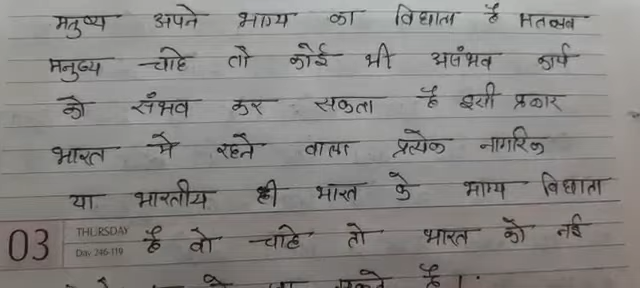 मनुष्य अपने भाग्य का विधाता है मतलब
मनुष्य चाहे तो कोई भी असंभव कार्य
को संभव कर सकता है इसी प्रकार
भारत मे रहने वाला प्रत्येक नागरिक
या भारतीय ही भारत के भाग्य विधाता
03 THURSDAY है वो चाहे तो भारत को नई
Day 246-119
है।